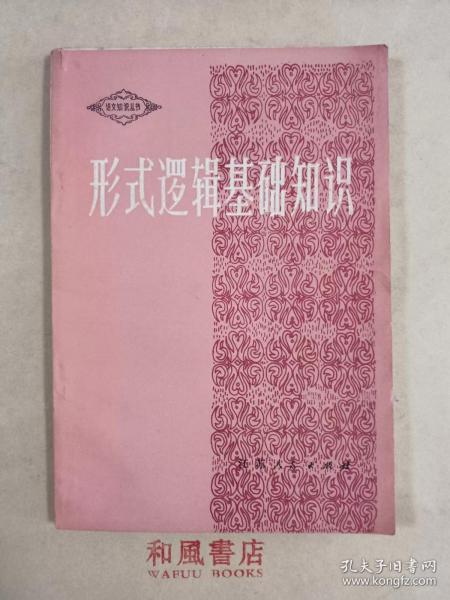 语文知识丛书
形式逻辑基础知识
江苏人民出版社
和風書店
WAFUU BOOKS
孔夫子旧书网
www.kongfz.com